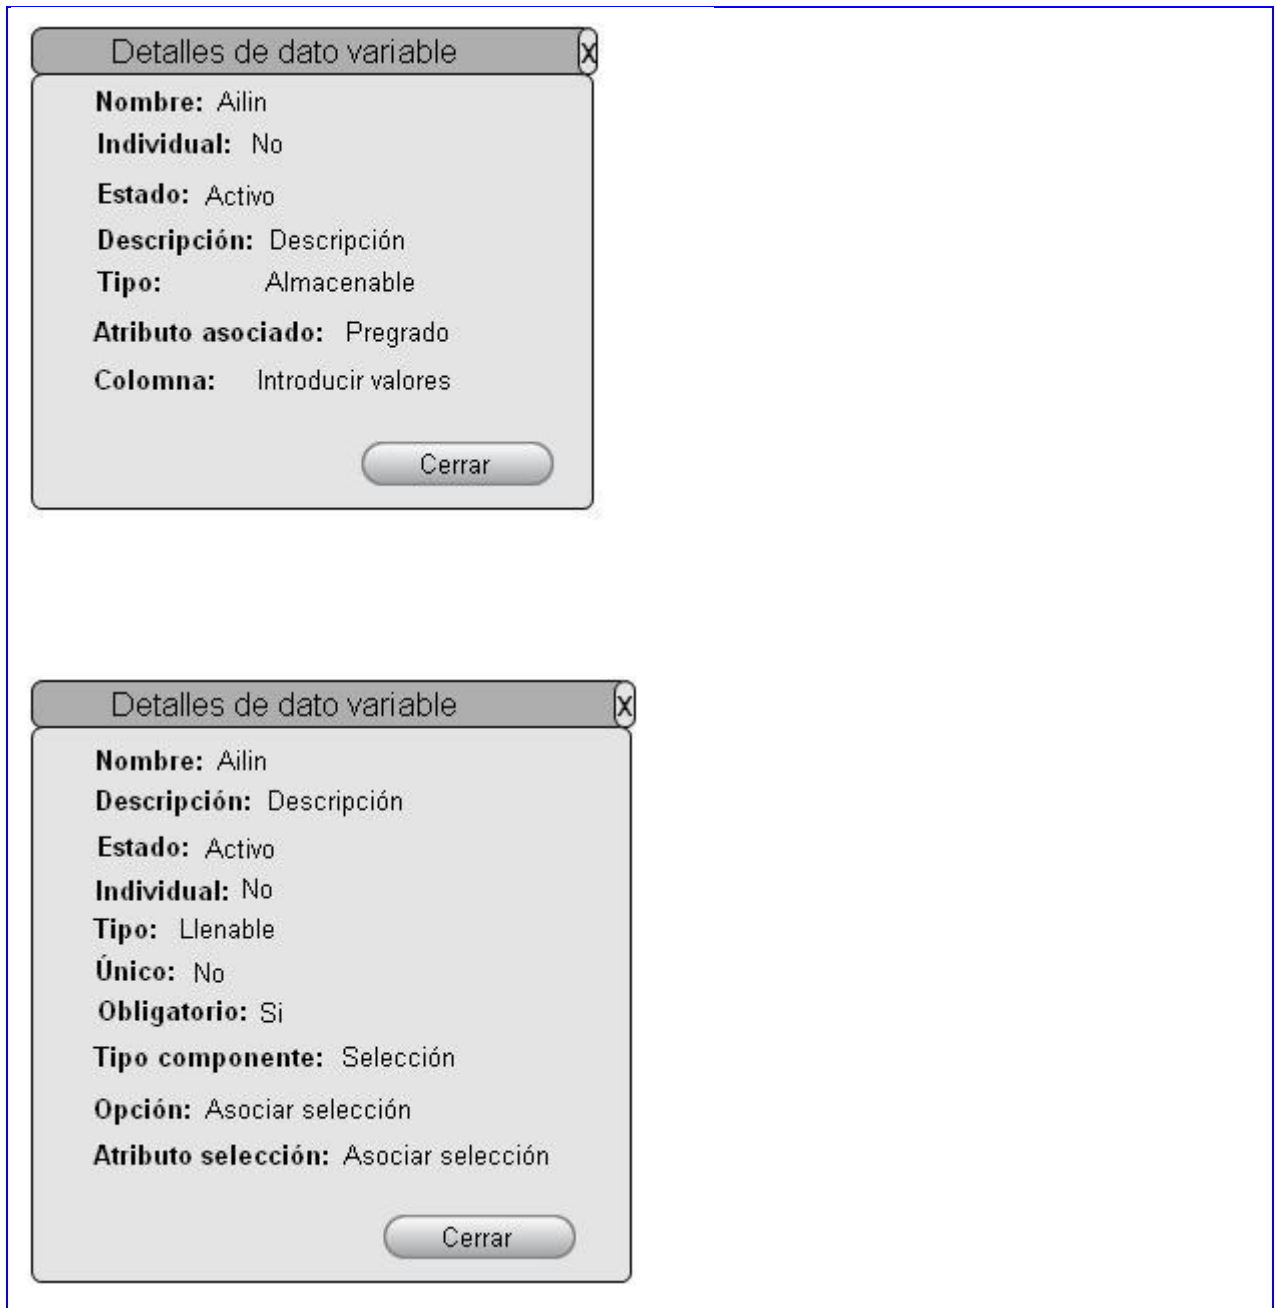 Detalles de dato variable X
Nombre: Ailin
Individual: No
Estado: Activo
Descripción: Descripción
Tipo: Almacenable
Atributo asociado: Pregrado
Colomna: Introducir valores
Cerrar
Detalles de dato variable X
Nombre: Ailin
Descripción: Descripción
Estado: Activo
Individual: No
Tipo: Llenable
Único: No
Obligatorio: Si
Tipo componente: Selección
Opción: Asociar selección
Atributo selección: Asociar selección
Cerrar